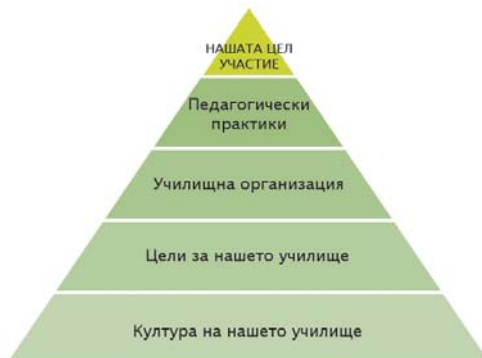 НАШАТА ЦЕЛ
УЧАСТИЕ
Педагогически
практики
Училищна организация
Цели за нашето училище
Култура на нашето училище